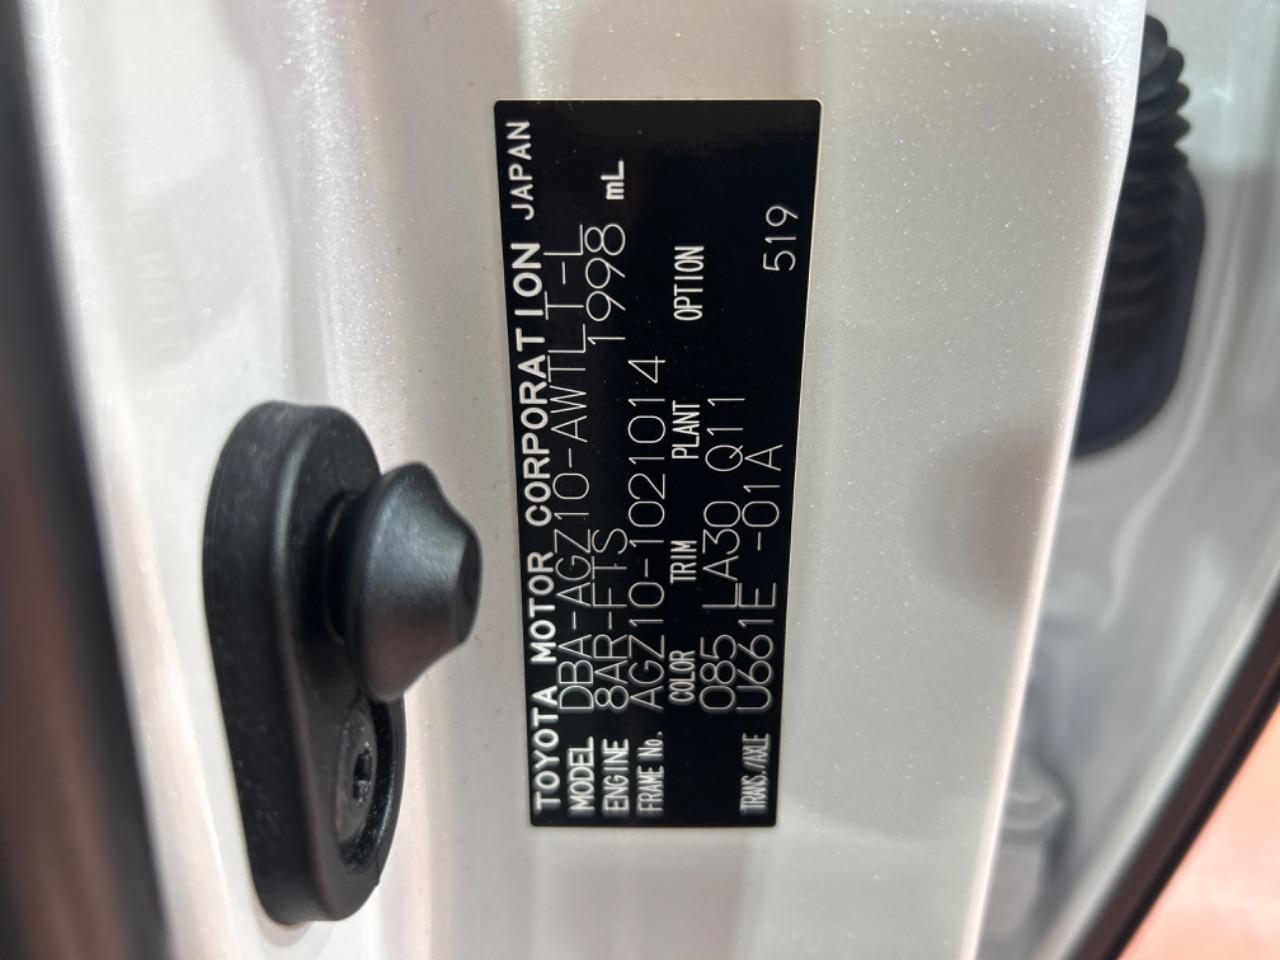 TOYOTA MOTOR CORPORATION JAPAN
MODEL DBA-AGZ10-AWTLT-L
ENGINE 8AR-FTS 1998 mL
FRAME No. AGZ10-1021014
COLOR TRIM PLANT OPTION
085 LA30 Q11
TRANS./AXLE U661E -01A 519